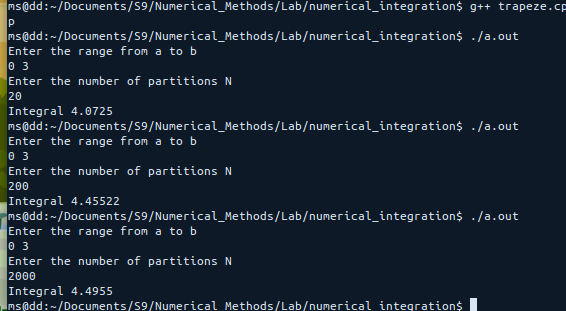 ms@dd:~/Documents/S9/Numerical_Methods/Lab/numerical_integration$ g++ trapeze.cp
p
ms@dd:~/Documents/S9/Numerical_Methods/Lab/numerical_integration$ ./a.out
Enter the range from a to b
0 3
Enter the number of partitions N
20
Integral 4.0725
ms@dd:~/Documents/S9/Numerical_Methods/Lab/numerical_integration$ ./a.out
Enter the range from a to b
0 3
Enter the number of partitions N
200
Integral 4.45522
ms@dd:~/Documents/S9/Numerical_Methods/Lab/numerical_integration$ ./a.out
Enter the range from a to b
0 3
Enter the number of partitions N
2000
Integral 4.4955
ms@dd:~/Documents/S9/Numerical_Methods/Lab/numerical_integration$